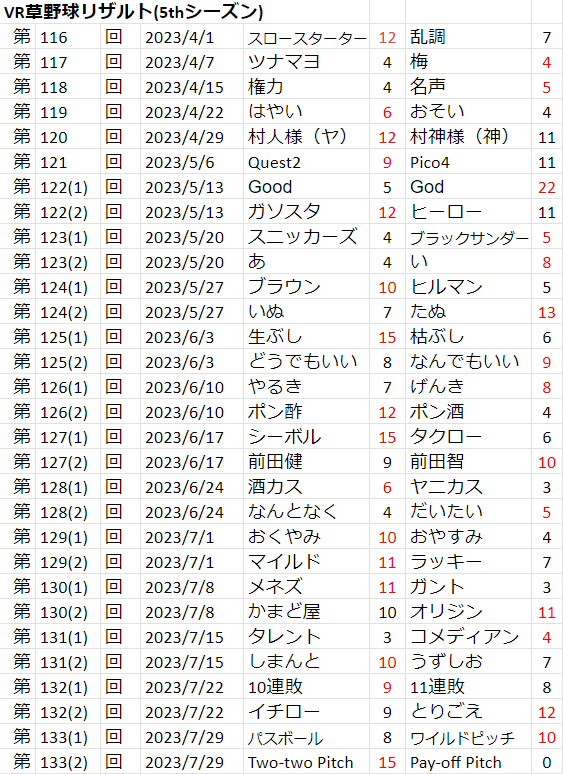 VR草野球リザルト(5thシーズン)
第 116 回 2023/4/1 スロースターター 12 乱調 7
第 117 回 2023/4/7 ツナマヨ 4 梅 4
第 118 回 2023/4/15 権力 4 名声 5
第 119 回 2023/4/22 はやい 6 おそい 4
第 120 回 2023/4/29 村人様（ヤ） 12 村神様（神） 11
第 121 回 2023/5/6 Quest2 9 Pico4 11
第 122(1) 回 2023/5/13 Good 5 God 22
第 122(2) 回 2023/5/13 ガソスタ 12 ヒーロー 11
第 123(1) 回 2023/5/20 スニッカーズ 4 ブラックサンダー 5
第 123(2) 回 2023/5/20 あ 4 い 8
第 124(1) 回 2023/5/27 ブラウン 10 ヒルマン 5
第 124(2) 回 2023/5/27 いぬ 7 たぬ 13
第 125(1) 回 2023/6/3 生ぶし 15 枯ぶし 6
第 125(2) 回 2023/6/3 どうでもいい 8 なんでもいい 9
第 126(1) 回 2023/6/10 やるき 7 げんき 8
第 126(2) 回 2023/6/10 ポン酢 12 ポン酒 4
第 127(1) 回 2023/6/17 シーボル 15 タクロー 6
第 127(2) 回 2023/6/17 前田健 9 前田智 10
第 128(1) 回 2023/6/24 酒カス 6 ヤニカス 3
第 128(2) 回 2023/6/24 なんとなく 4 だいたい 5
第 129(1) 回 2023/7/1 おくやみ 10 おやすみ 4
第 129(2) 回 2023/7/1 マイルド 11 ラッキー 7
第 130(1) 回 2023/7/8 メネズ 11 ガント 3
第 130(2) 回 2023/7/8 かまど屋 10 オリジン 11
第 131(1) 回 2023/7/15 タレント 3 コメディアン 4
第 131(2) 回 2023/7/15 しまんと 10 うずしお 7
第 132(1) 回 2023/7/22 10連敗 9 11連敗 8
第 132(2) 回 2023/7/22 イチロー 9 とりごえ 12
第 133(1) 回 2023/7/29 パスボール 8 ワイルドピッチ 10
第 133(2) 回 2023/7/29 Two-two Pitch 15 Pay-off Pitch 0